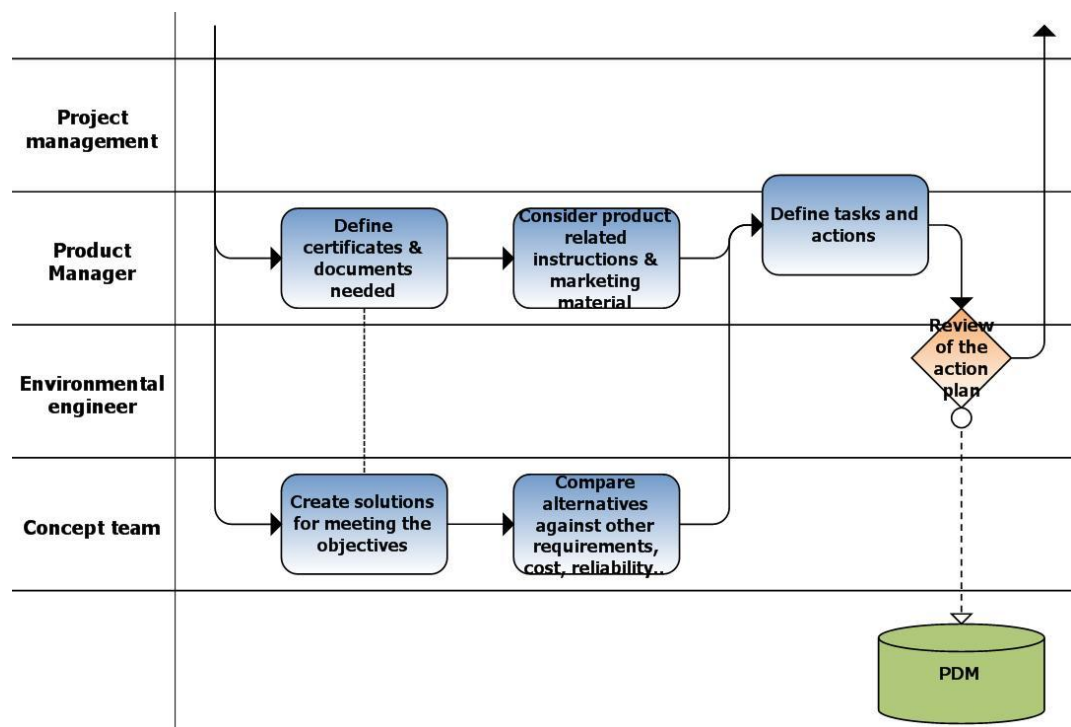 Project
management
Product
Manager
Define
certificates &
documents
needed
Consider product
related
instructions &
marketing
material
Define tasks and
actions
Environmental
engineer
Review
of the
action
plan
Concept team
Create solutions
for meeting the
objectives
Compare
alternatives
against other
requirements,
cost, reliability..
PDM